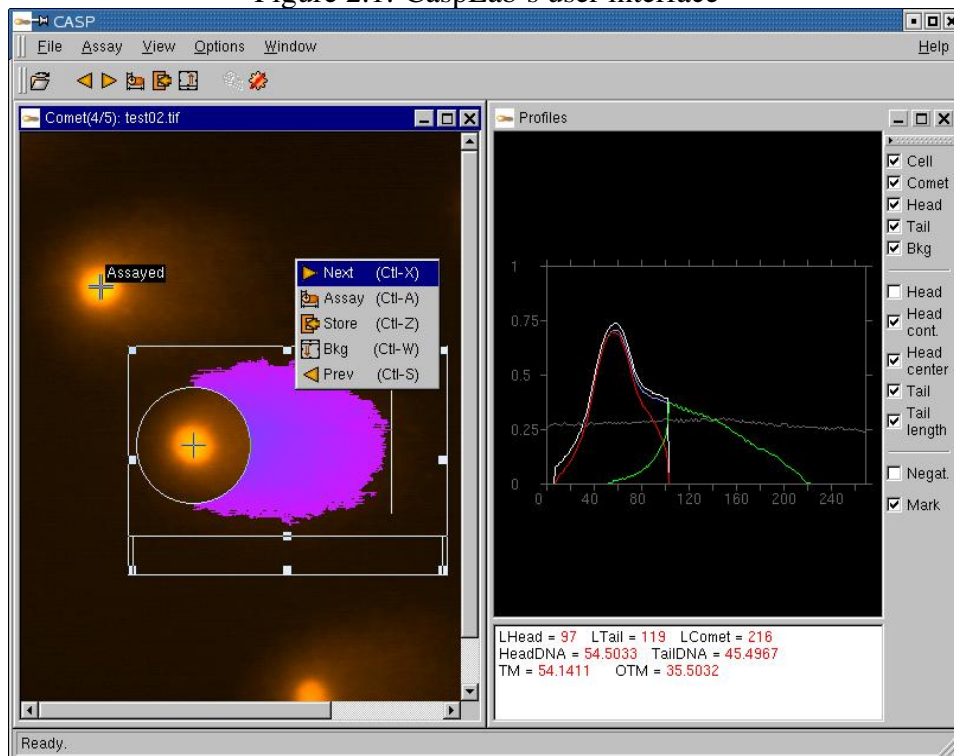 Figure 2.1: CaspLab's user interface
CASP
File Assay View Options Window Help
Comet(4/5): test02.tif
Assayed
Next (Ctl-X)
Assay (Ctl-A)
Store (Ctl-Z)
Bkg (Ctl-W)
Prev (Ctl-S)
Profiles
1
0.75
0.5
0.25
0
0 40 80 120 160 200 240
Cell
Comet
Head
Tail
Bkg
Head
Head
cont.
Head
center
Tail
Tail
length
Negat.
Mark
LHead = 97 LTail = 119 LComet = 216
HeadDNA = 54.5033 TailDNA = 45.4967
TM = 54.1411 OTM = 35.5032
Ready.